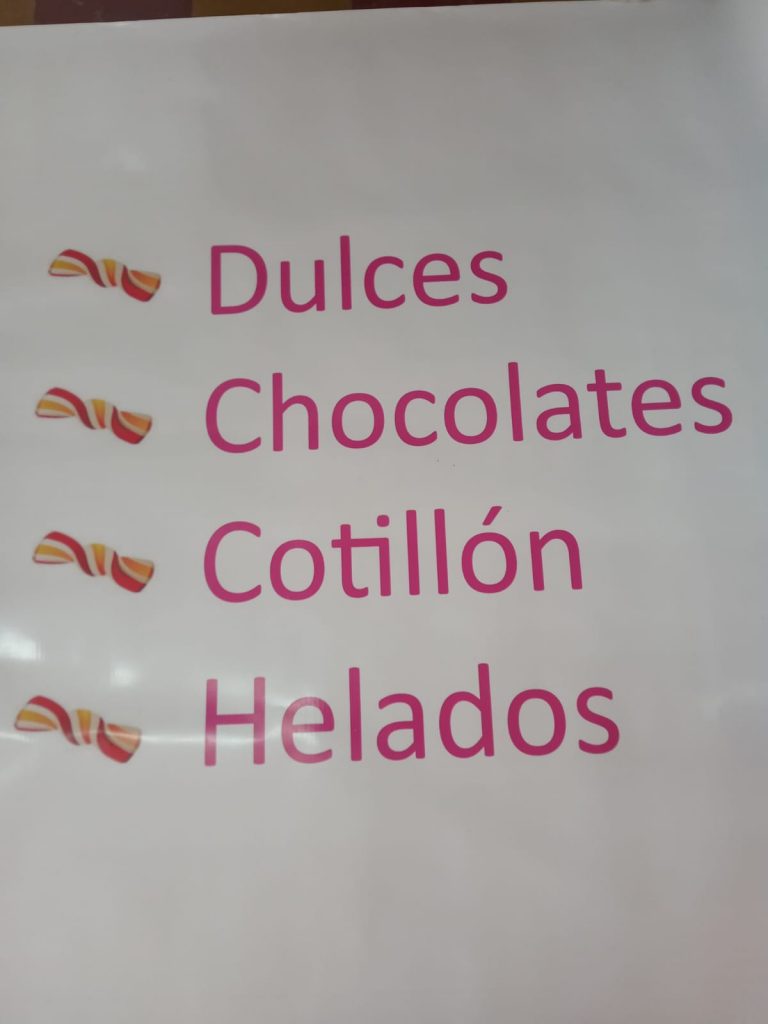 Dulces
Chocolates
Cotillón
Helados